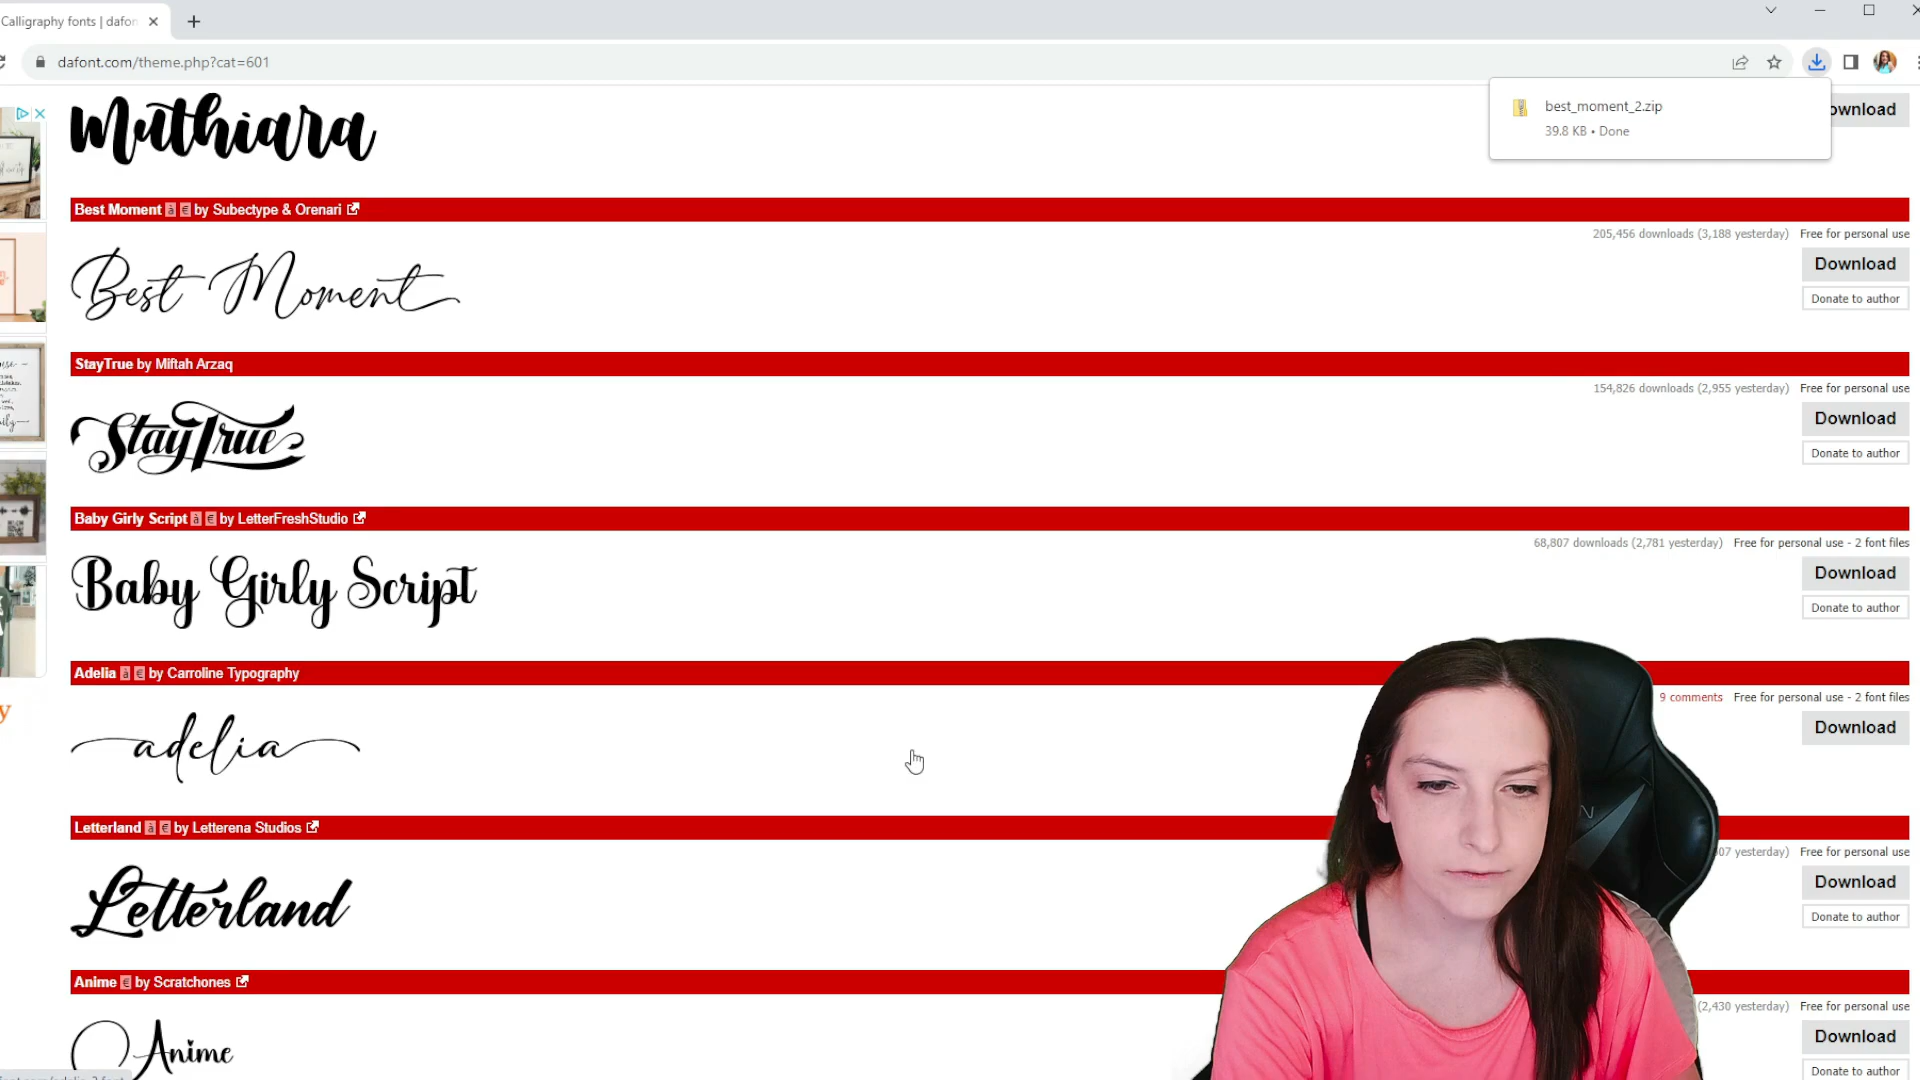 Calligraphy fonts | dafon
dafont.com/theme.php?cat=601
best_moment_2.zip
39.8 KB • Done
Muthiara
ownload
Best Moment à € by Subectype & Orenari
205,456 downloads (3,188 yesterday) Free for personal use
Best Moment
Download
Donate to author
StayTrue by Miftah Arzaq
154,826 downloads (2,955 yesterday) Free for personal use
StayTrue
Download
Donate to author
Baby Girly Script à € by LetterFreshStudio
68,807 downloads (2,781 yesterday) Free for personal use - 2 font files
Baby Girly Script
Download
Donate to author
Adelia à € by Carroline Typography
9 comments Free for personal use - 2 font files
adelia
Download
Letterland à € by Letterena Studios
07 yesterday) Free for personal use
Letterland
Download
Donate to author
Anime € by Scratchones
(2,430 yesterday) Free for personal use
Anime
Download
Donate to author